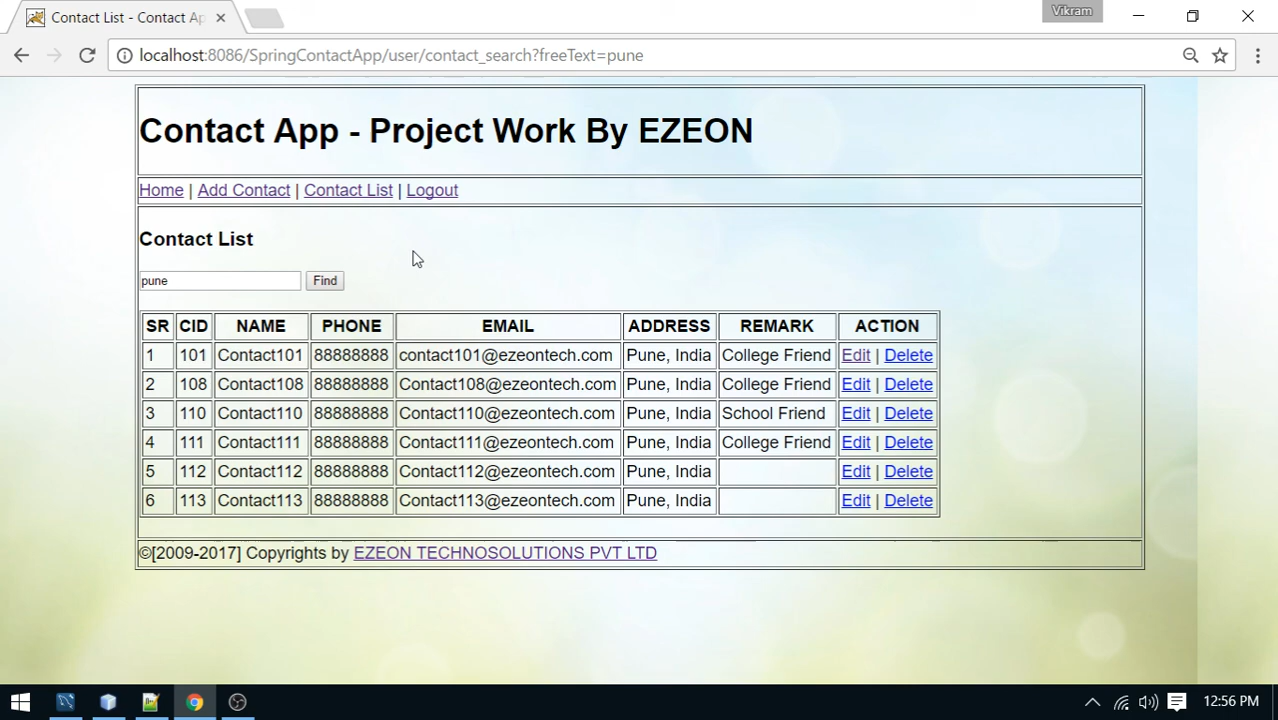 Contact List - Contact Ap
Vikram
localhost:8086/SpringContactApp/user/contact_search?freeText=pune
Contact App - Project Work By EZEON
Home | Add Contact | Contact List | Logout
Contact List
pune Find
SR CID NAME PHONE EMAIL ADDRESS REMARK ACTION
1 101 Contact101 88888888 contact101@ezeontech.com Pune, India College Friend Edit | Delete
2 108 Contact108 88888888 Contact108@ezeontech.com Pune, India College Friend Edit | Delete
3 110 Contact110 88888888 Contact110@ezeontech.com Pune, India School Friend Edit | Delete
4 111 Contact111 88888888 Contact111@ezeontech.com Pune, India College Friend Edit | Delete
5 112 Contact112 88888888 Contact112@ezeontech.com Pune, India Edit | Delete
6 113 Contact113 88888888 Contact113@ezeontech.com Pune, India Edit | Delete
©[2009-2017] Copyrights by EZEON TECHNOSOLUTIONS PVT LTD
12:56 PM